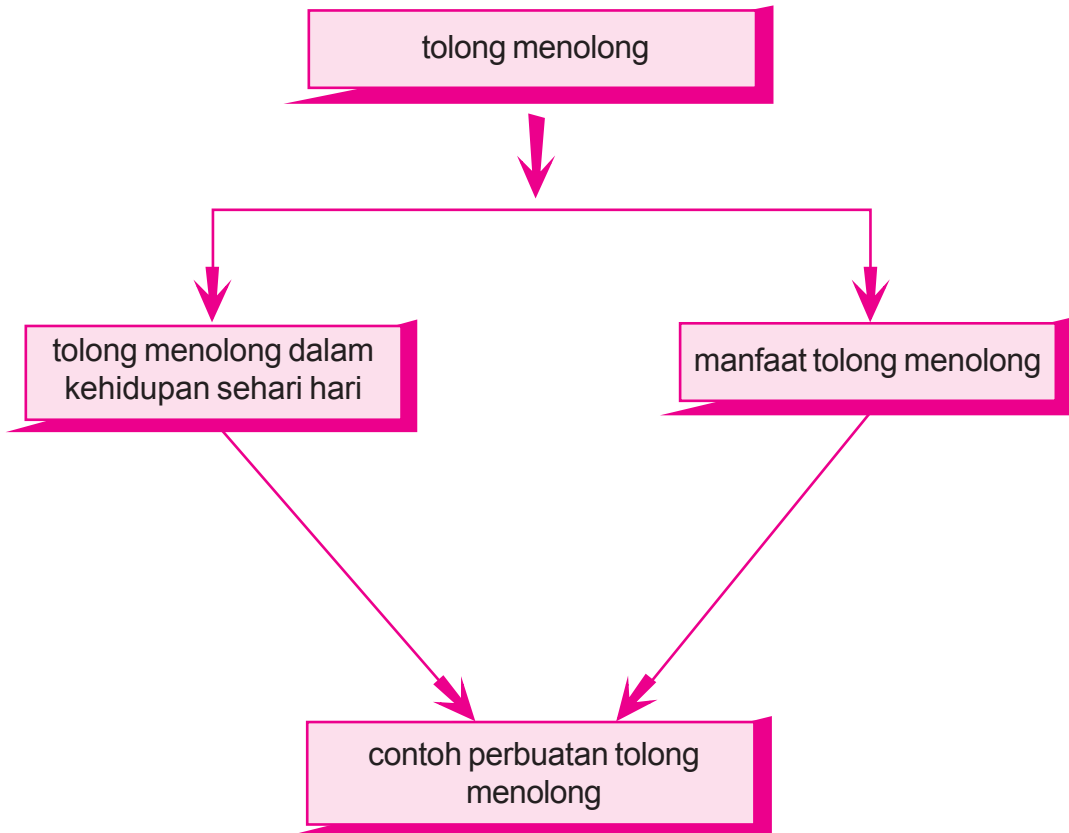 tolong menolong
tolong menolong dalam
kehidupan sehari hari
manfaat tolong menolong
contoh perbuatan tolong
menolong